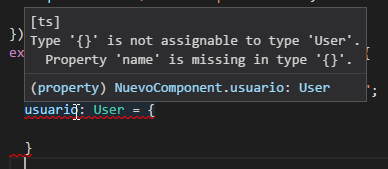 })
ex
{
[ts]
Type '{}' is not assignable to type 'User'.
Property 'name' is missing in type '{}'.
(property) NuevoComponent.usuario: User
";
usuario: User = {
}